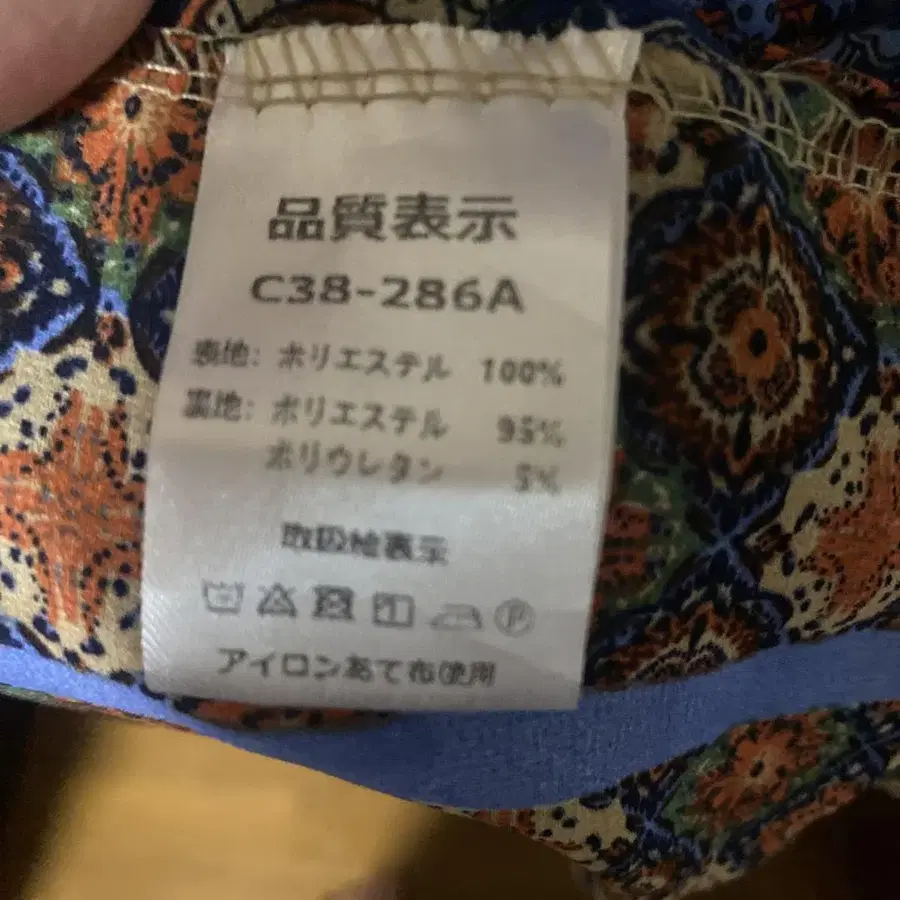 品質表示
C38-286A
表地: ポリエステル 100%
裏地: ポリエステル 95%
ポリウレタン 5%
取扱絵表示
P
アイロンあて布使用